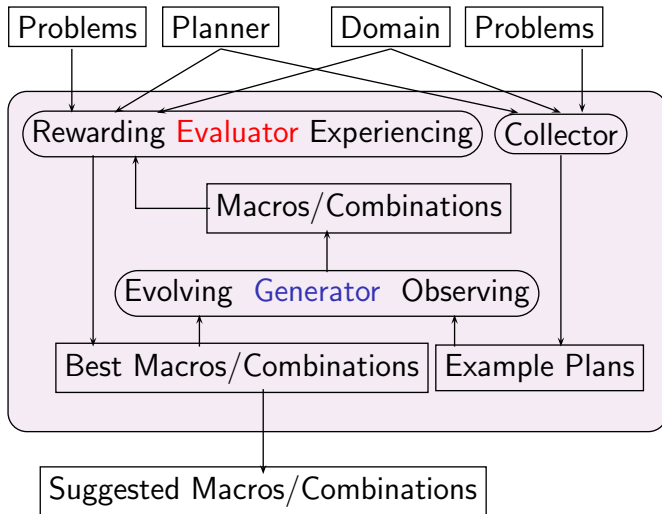 Problems Planner Domain Problems
Rewarding Evaluator Experiencing Collector
Macros/Combinations
Evolving Generator Observing
Best Macros/Combinations Example Plans
Suggested Macros/Combinations